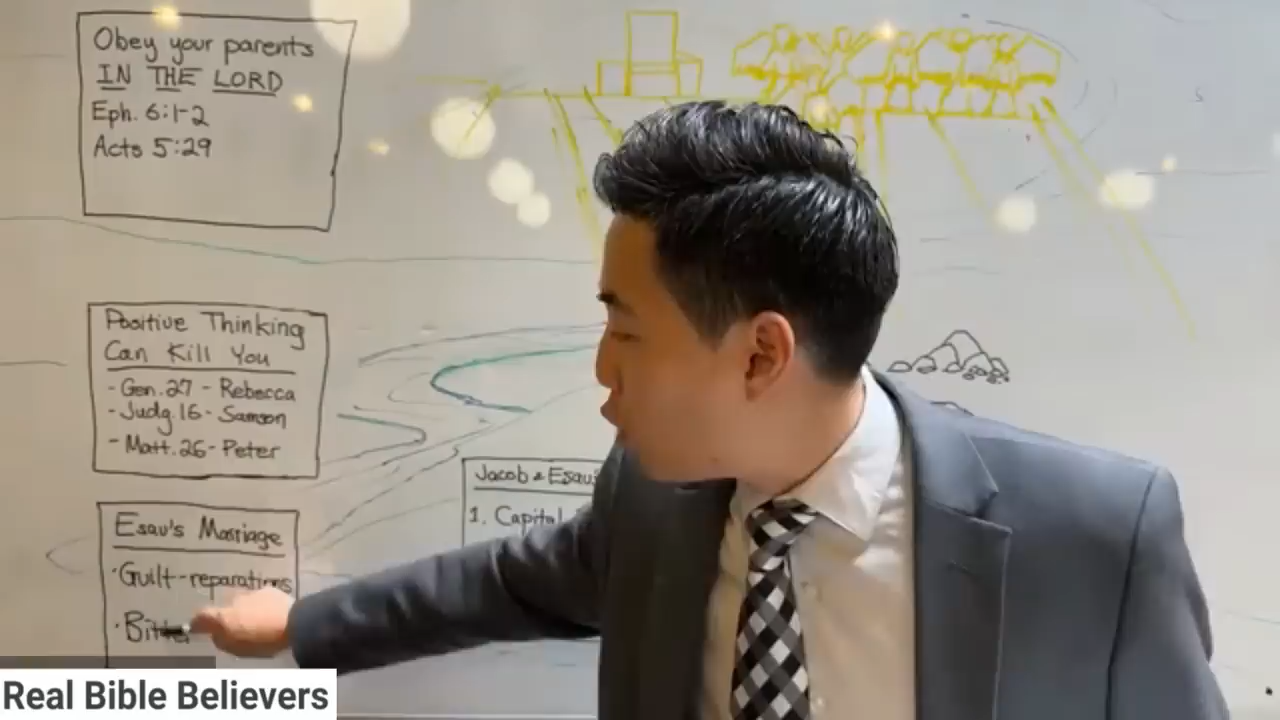 Obey your parents
IN THE LORD
Eph. 6:1-2
Acts 5:29
Positive Thinking
Can Kill You
- Gen. 27 - Rebecca
- Judg. 16 - Samson
- Matt. 26 - Peter
Esau's Marriage
· Guilt - reparations
Jacob & Esau
1. Capital
Real Bible Believers